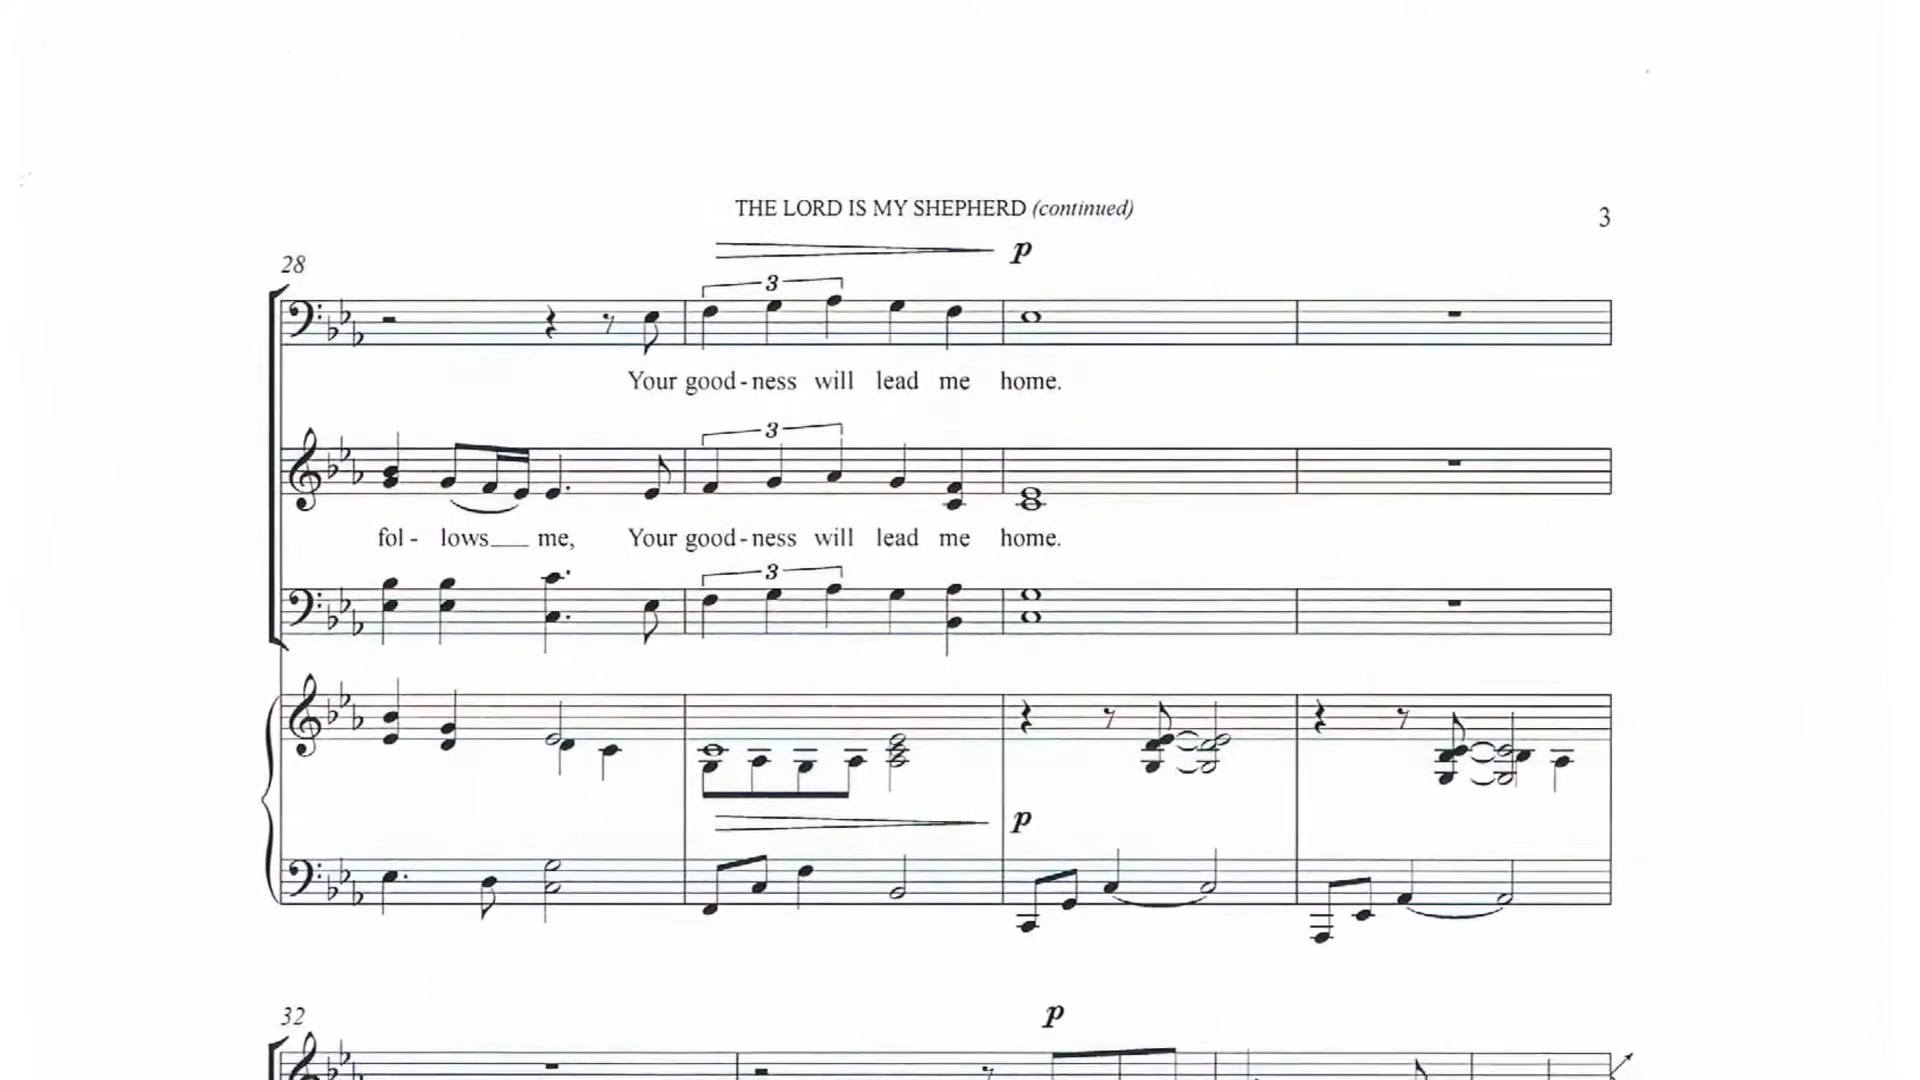 THE LORD IS MY SHEPHERD (continued)
3
p
28
3
Your good - ness will lead me home.
3
fol - lows___ me, Your good - ness will lead me home.
3
p
32
p